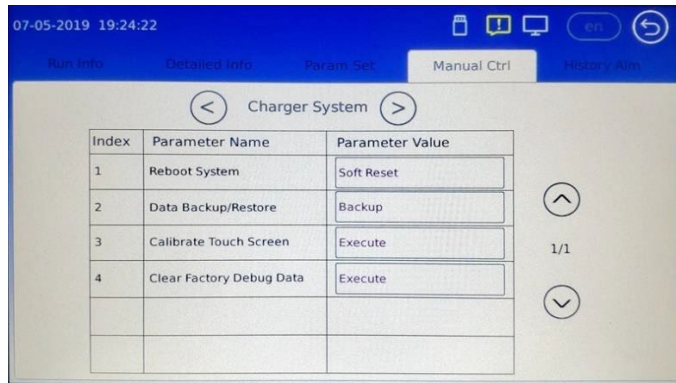 07-05-2019 19:24:22
en
Run Info Detailed Info Param Set Manual Ctrl History Alm
< Charger System >
Index Parameter Name Parameter Value
1 Reboot System Soft Reset
2 Data Backup/Restore Backup
3 Calibrate Touch Screen Execute
1/1
4 Clear Factory Debug Data Execute